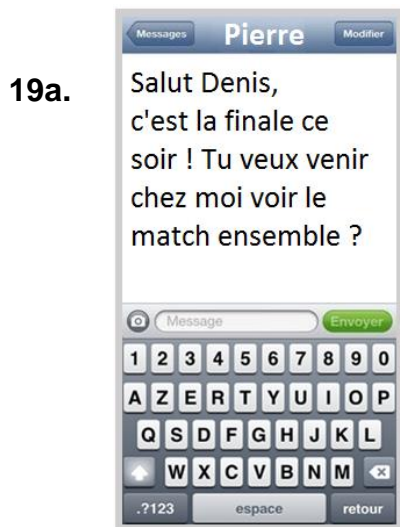 Messages Pierre Modifier
19a.
Salut Denis,
c'est la finale ce
soir ! Tu veux venir
chez moi voir le
match ensemble ?
Message Envoyer
1 2 3 4 5 6 7 8 9 0
A Z E R T Y U I O P
Q S D F G H J K L
W X C V B N M
.?123 espace retour